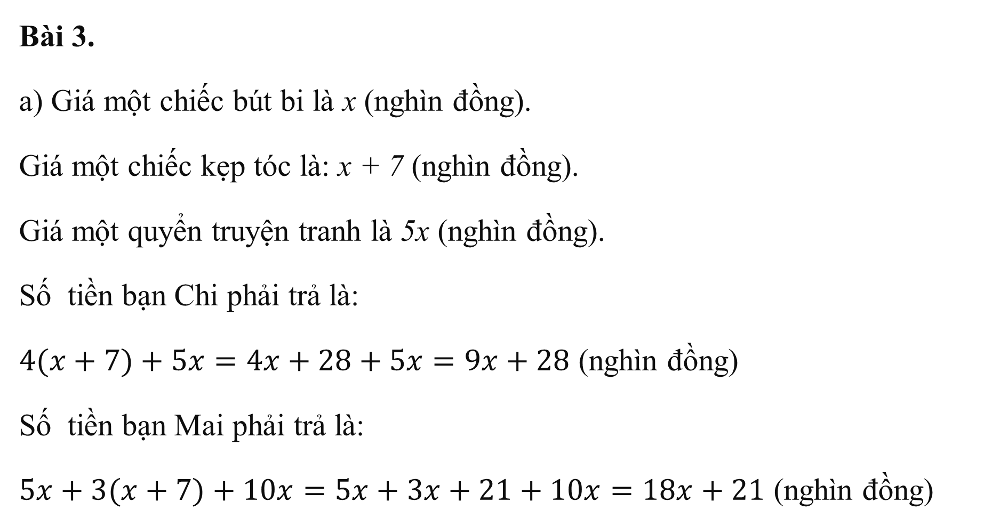 Bài 3.
a) Giá một chiếc bút bi là x (nghìn đồng).
Giá một chiếc kẹp tóc là: x + 7 (nghìn đồng).
Giá một quyển truyện tranh là 5x (nghìn đồng).
Số tiền bạn Chi phải trả là:
4(x + 7) + 5x = 4x + 28 + 5x = 9x + 28 (nghìn đồng)
Số tiền bạn Mai phải trả là:
5x + 3(x + 7) + 10x = 5x + 3x + 21 + 10x = 18x + 21 (nghìn đồng)